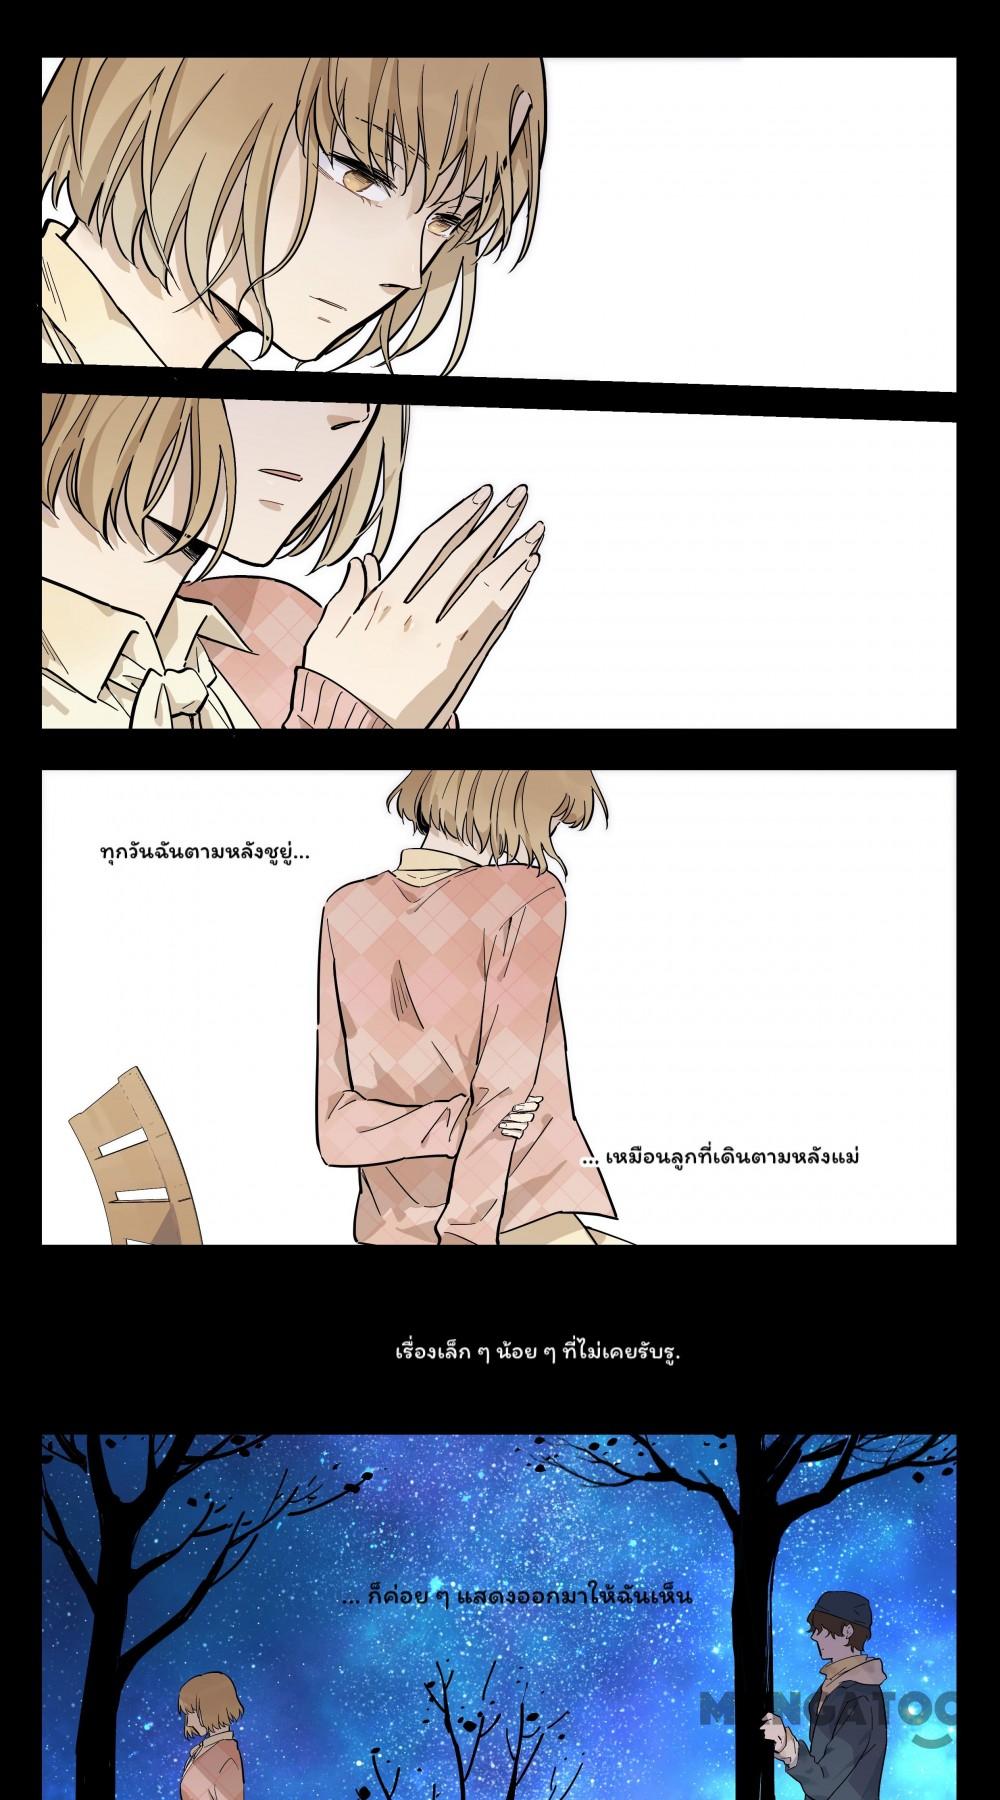 ทุกวันฉันตามหลังชูยู่...
... เหมือนลูกที่เดินตามหลังแม่
เรื่องเล็ก ๆ น้อย ๆ ที่ไม่เคยรับรู.
... ก็ค่อย ๆ แสดงออกมาให้ฉันเห็น
MANGATOO